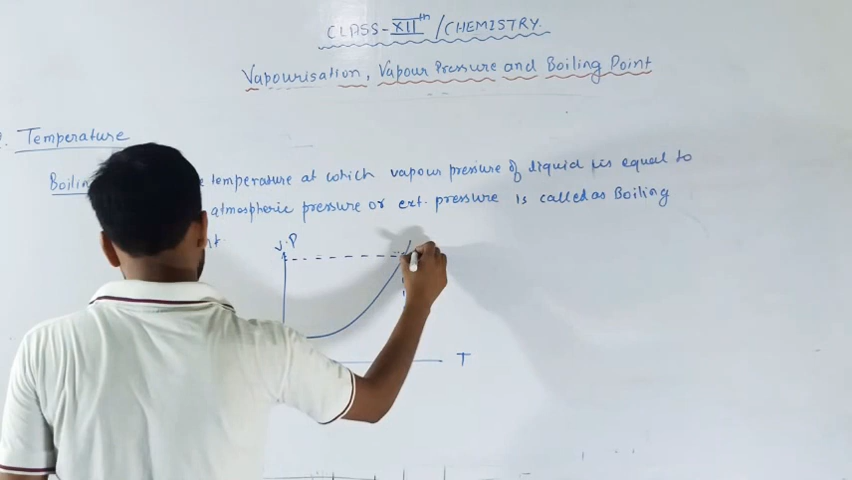 CLASS-XIIth/CHEMISTRY.
Vapourisation, Vapour Pressure and Boiling Point
Temperature
temperature at which vapour pressure of liquid is equal to
atmospheric pressure or ext. pressure is called as Boiling
V.P
T